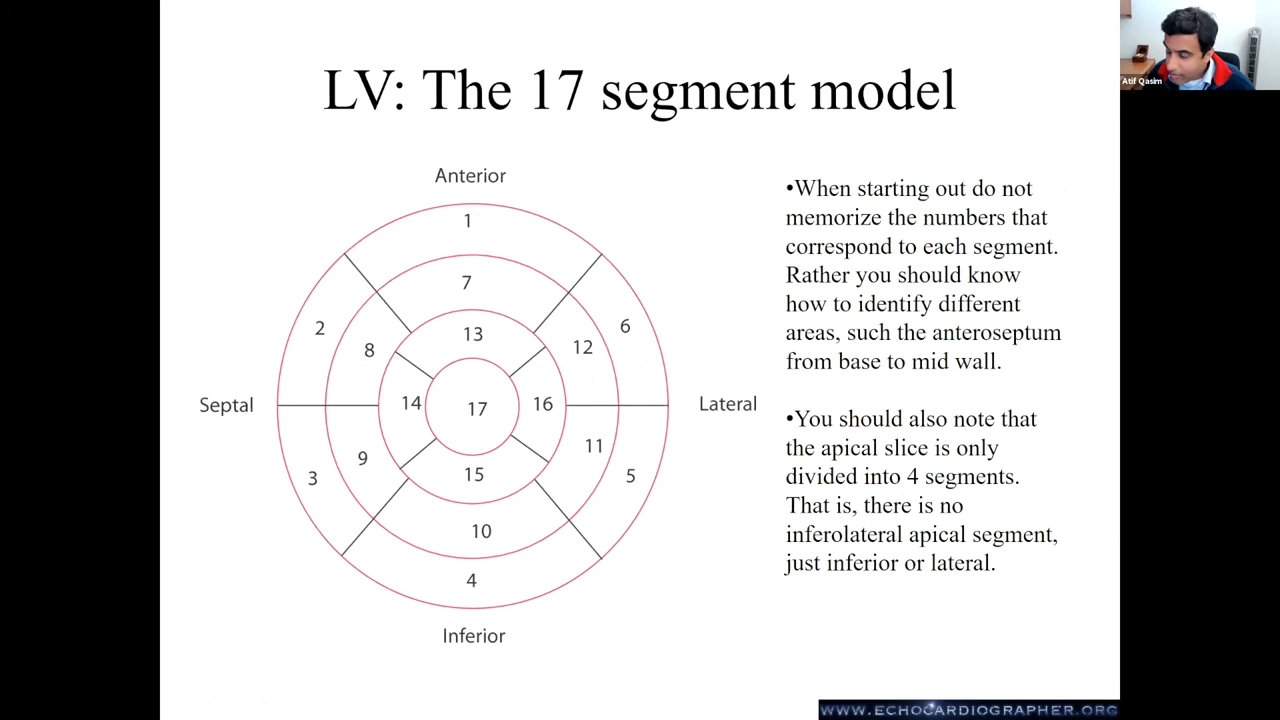 Atif Qasim
LV: The 17 segment model
Anterior
1
7
13
2
6
8
12
Septal
14
17
16
Lateral
9
11
3
5
15
10
4
Inferior
•When starting out do not
memorize the numbers that
correspond to each segment.
Rather you should know
how to identify different
areas, such the anteroseptum
from base to mid wall.
•You should also note that
the apical slice is only
divided into 4 segments.
That is, there is no
inferolateral apical segment,
just inferior or lateral.
WWW.ECHOCARDIOGRAPHER.ORG